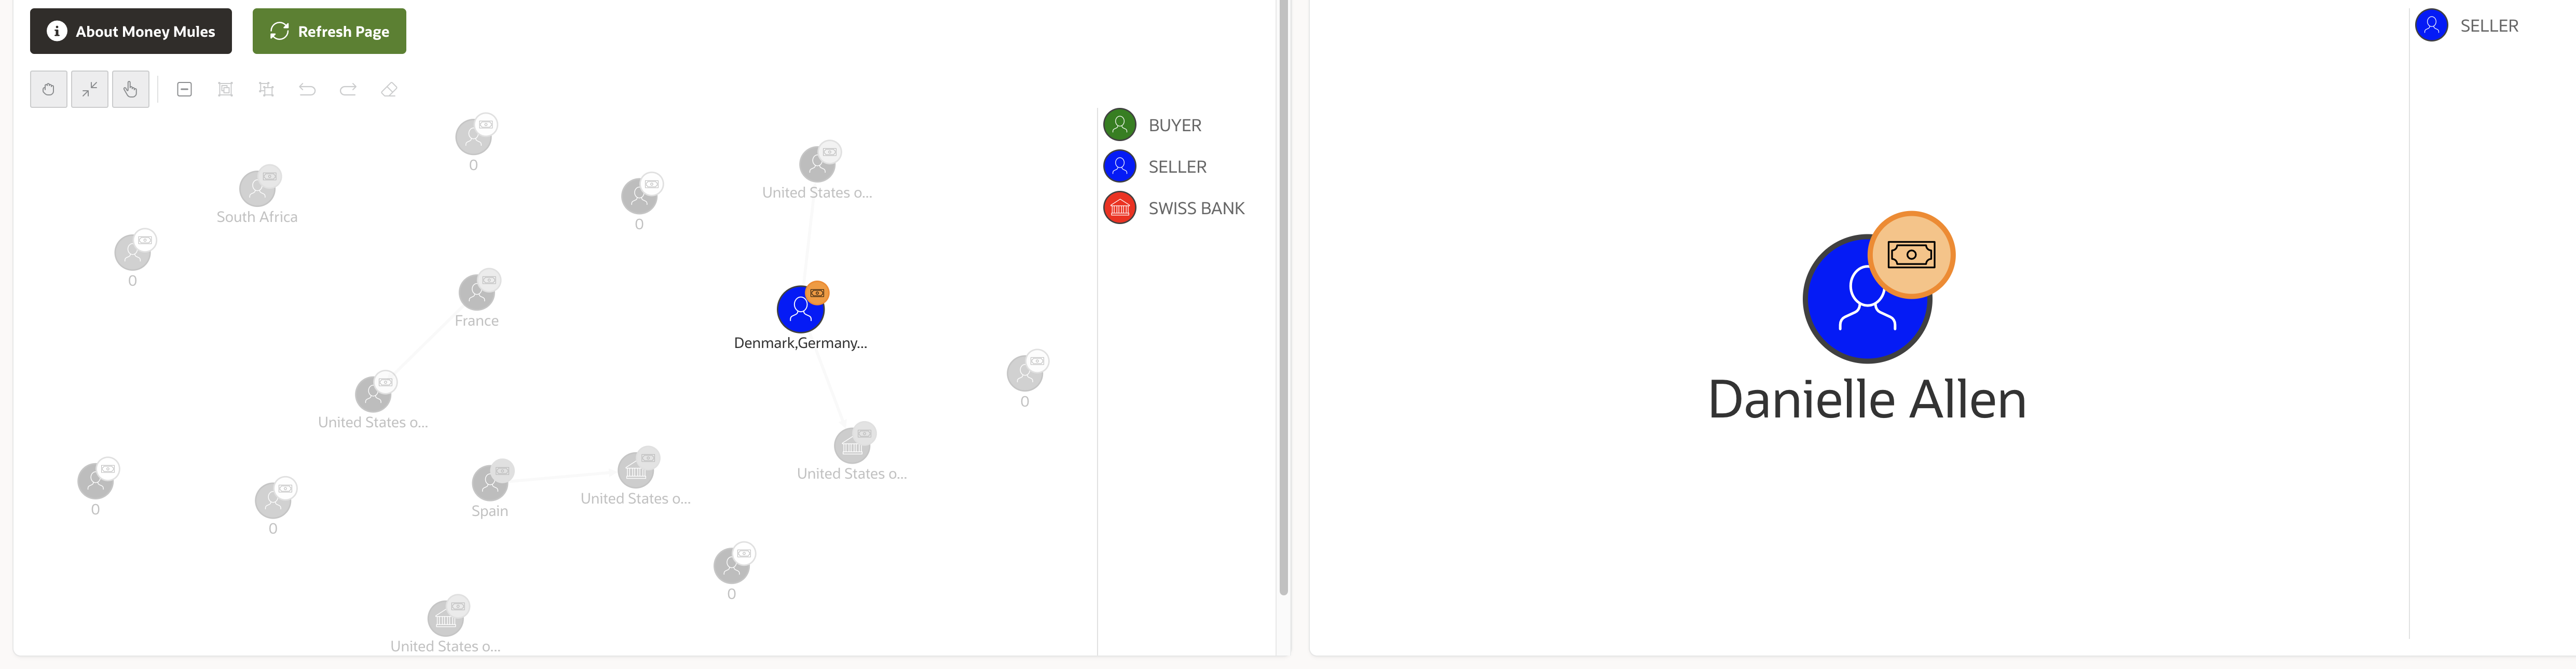 About Money Mules
Refresh Page
BUYER
SELLER
SWISS BANK
0
United States o...
South Africa
0
0
France
Denmark,Germany...
0
United States o...
United States o...
Spain
United States o...
0
0
0
United States o...
SELLER
Danielle Allen